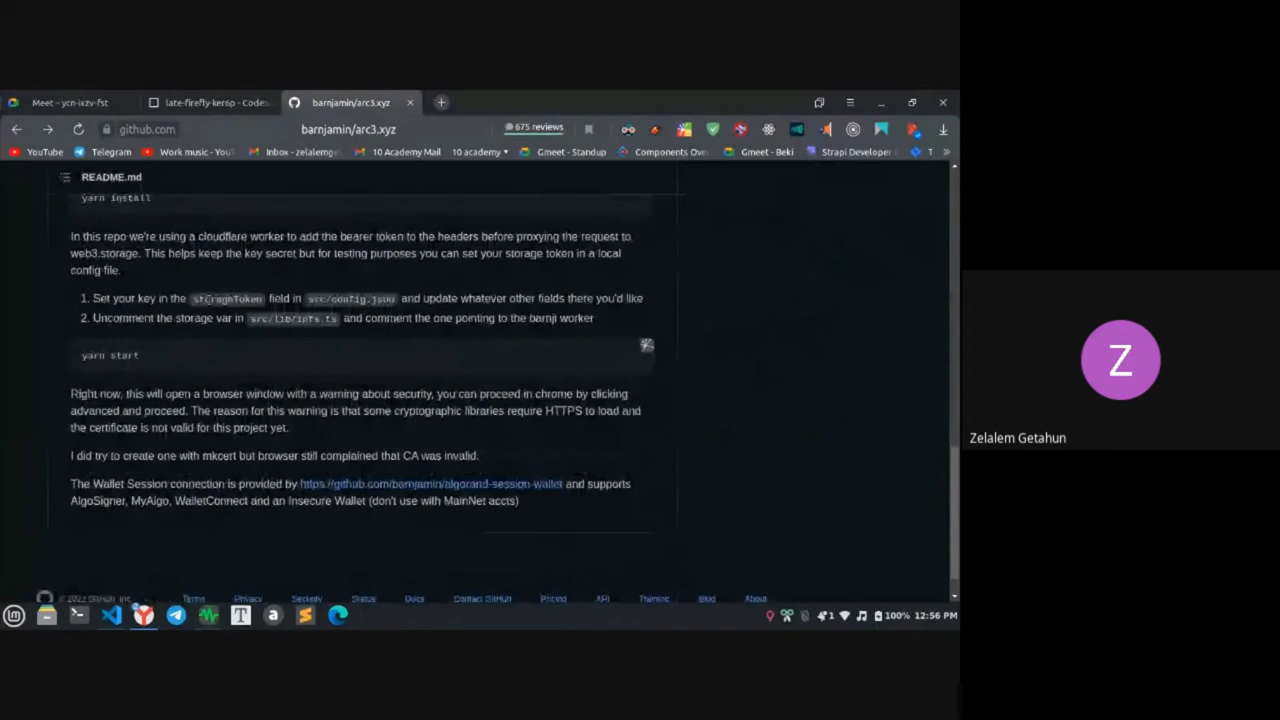 Meet – ycn-ixzv-fst
late-firefly-ker6p - Codes
barnjamin/arc3.xyz
github.com
barnjamin/arc3.xyz
675 reviews
YouTube
Telegram
Work music - You
Inbox - zelalemge
10 Academy Mail
10 academy
Gmeet - Standup
Components Ove
Gmeet - Beki
Strapi Developer
T
README.md
yarn install
In this repo we're using a cloudflare worker to add the bearer token to the headers before proxying the request to
web3.storage. This helps keep the key secret but for testing purposes you can set your storage token in a local
config file.
1. Set your key in the storageToken field in src/config.json and update whatever other fields there you'd like
2. Uncomment the storage var in src/lib/ipfs.ts and comment the one pointing to the barnji worker
yarn start
Right now, this will open a browser window with a warning about security, you can proceed in chrome by clicking
advanced and proceed. The reason for this warning is that some cryptographic libraries require HTTPS to load and
the certificate is not valid for this project yet.
I did try to create one with mkcert but browser still complained that CA was invalid.
The Wallet Session connection is provided by https://github.com/barnjamin/algorand-session-wallet and supports
AlgoSigner, MyAlgo, WalletConnect and an Insecure Wallet (don't use with MainNet accts)
© 2022 GitHub, Inc.
Terms
Privacy
Security
Status
Docs
Contact GitHub
Pricing
API
Training
Blog
About
1
100%
12:56 PM
Z
Zelalem Getahun